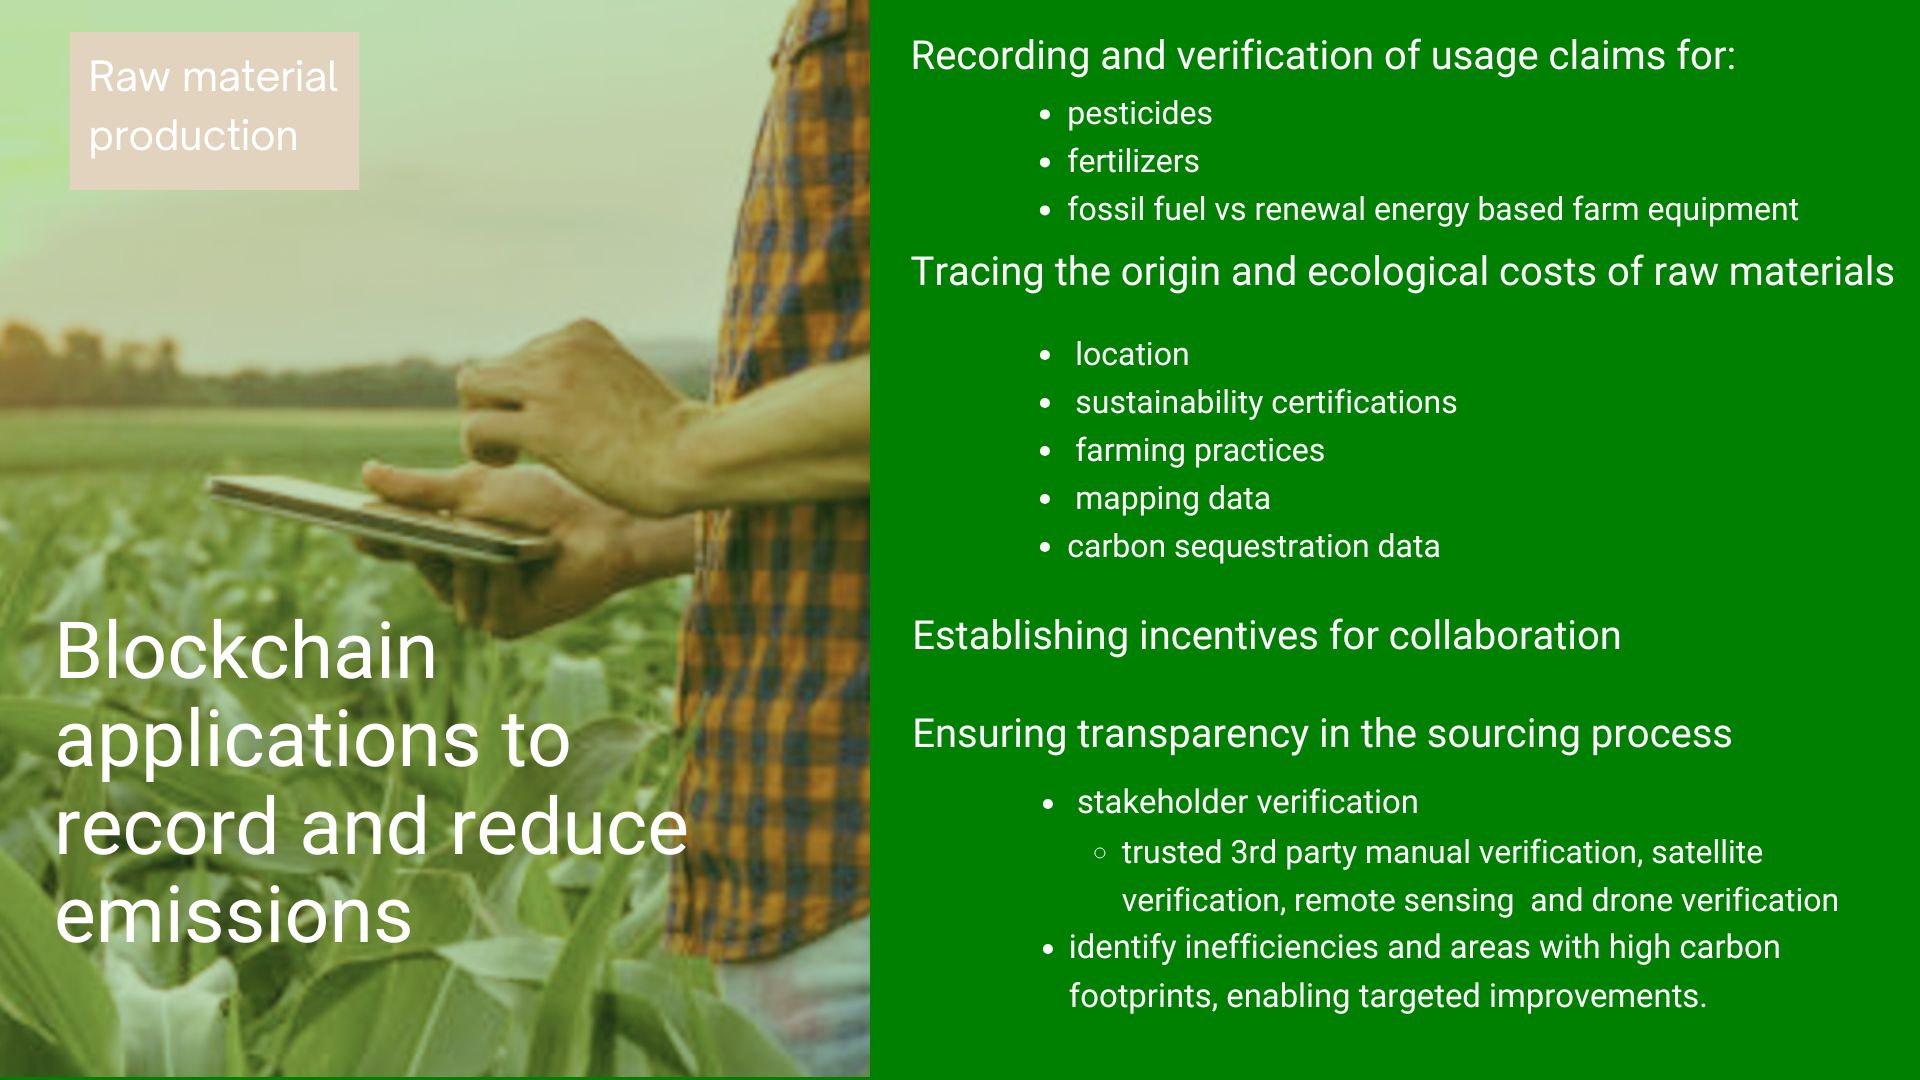 Raw material
production
Blockchain
applications to
record and reduce
emissions
Recording and verification of usage claims for:
• pesticides
• fertilizers
• fossil fuel vs renewal energy based farm equipment
Tracing the origin and ecological costs of raw materials
• location
• sustainability certifications
• farming practices
• mapping data
• carbon sequestration data
Establishing incentives for collaboration
Ensuring transparency in the sourcing process
• stakeholder verification
◦ trusted 3rd party manual verification, satellite
verification, remote sensing and drone verification
• identify inefficiencies and areas with high carbon
footprints, enabling targeted improvements.